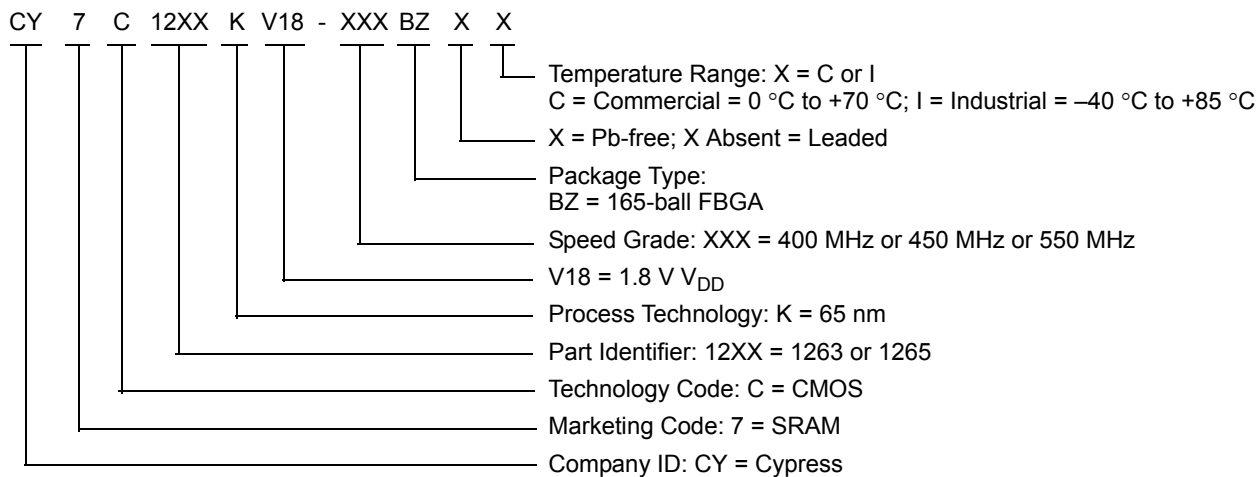 CY 7 C 12XX K V18 - XXX BZ X X
Temperature Range: X = C or I
C = Commercial = 0 °C to +70 °C; I = Industrial = –40 °C to +85 °C
X = Pb-free; X Absent = Leaded
Package Type:
BZ = 165-ball FBGA
Speed Grade: XXX = 400 MHz or 450 MHz or 550 MHz
V18 = 1.8 V VDD
Process Technology: K = 65 nm
Part Identifier: 12XX = 1263 or 1265
Technology Code: C = CMOS
Marketing Code: 7 = SRAM
Company ID: CY = Cypress